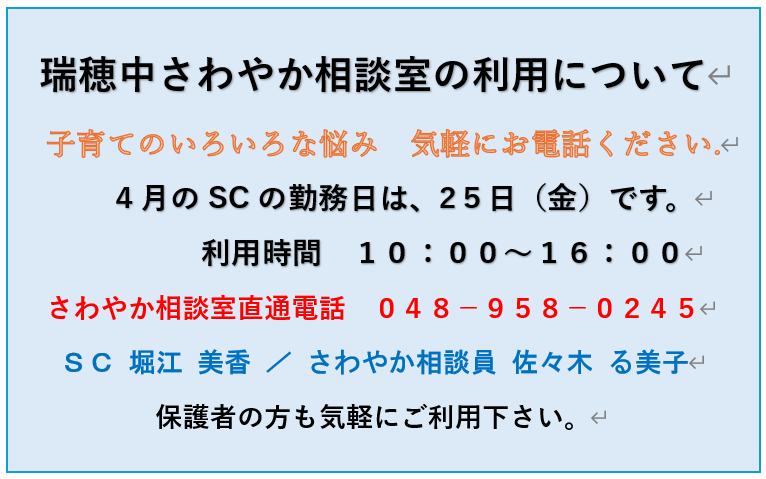 瑞穂中さわやか相談室の利用について
子育てのいろいろな悩み　気軽にお電話ください.
４月の SC の勤務日は、2５日（金）です。
利用時間　１０：００～１６：００
さわやか相談室直通電話　０４８－９５８－０２４５
ＳＣ 堀江 美香 ／ さわやか相談員 佐々木 る美子
保護者の方も気軽にご利用下さい。